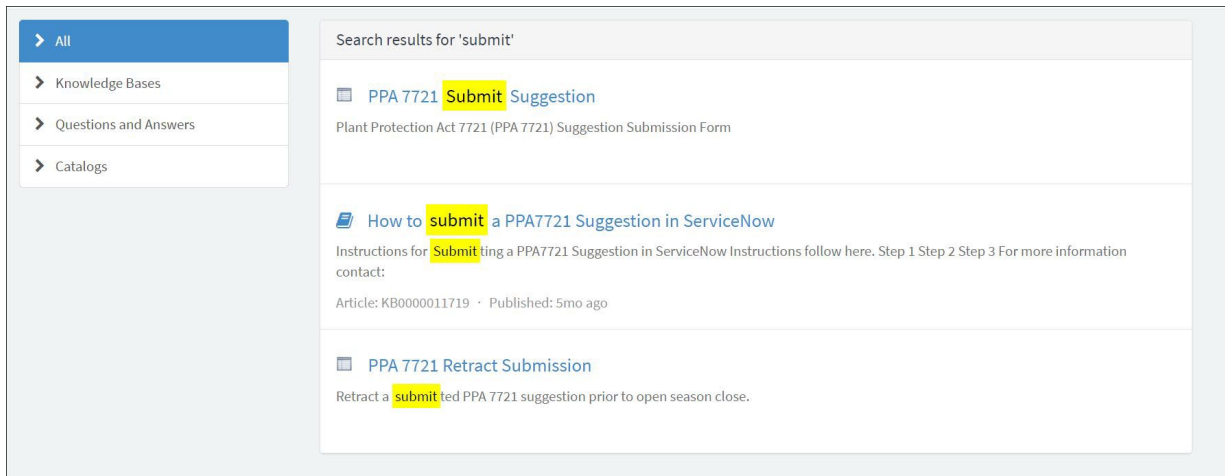 All
Knowledge Bases
Questions and Answers
Catalogs
Search results for 'submit'
PPA 7721 Submit Suggestion
Plant Protection Act 7721 (PPA 7721) Suggestion Submission Form
How to submit a PPA7721 Suggestion in ServiceNow
Instructions for Submitting a PPA7721 Suggestion in ServiceNow Instructions follow here. Step 1 Step 2 Step 3 For more information
contact:
Article: KB0000011719 · Published: 5mo ago
PPA 7721 Retract Submission
Retract a submitted PPA 7721 suggestion prior to open season close.